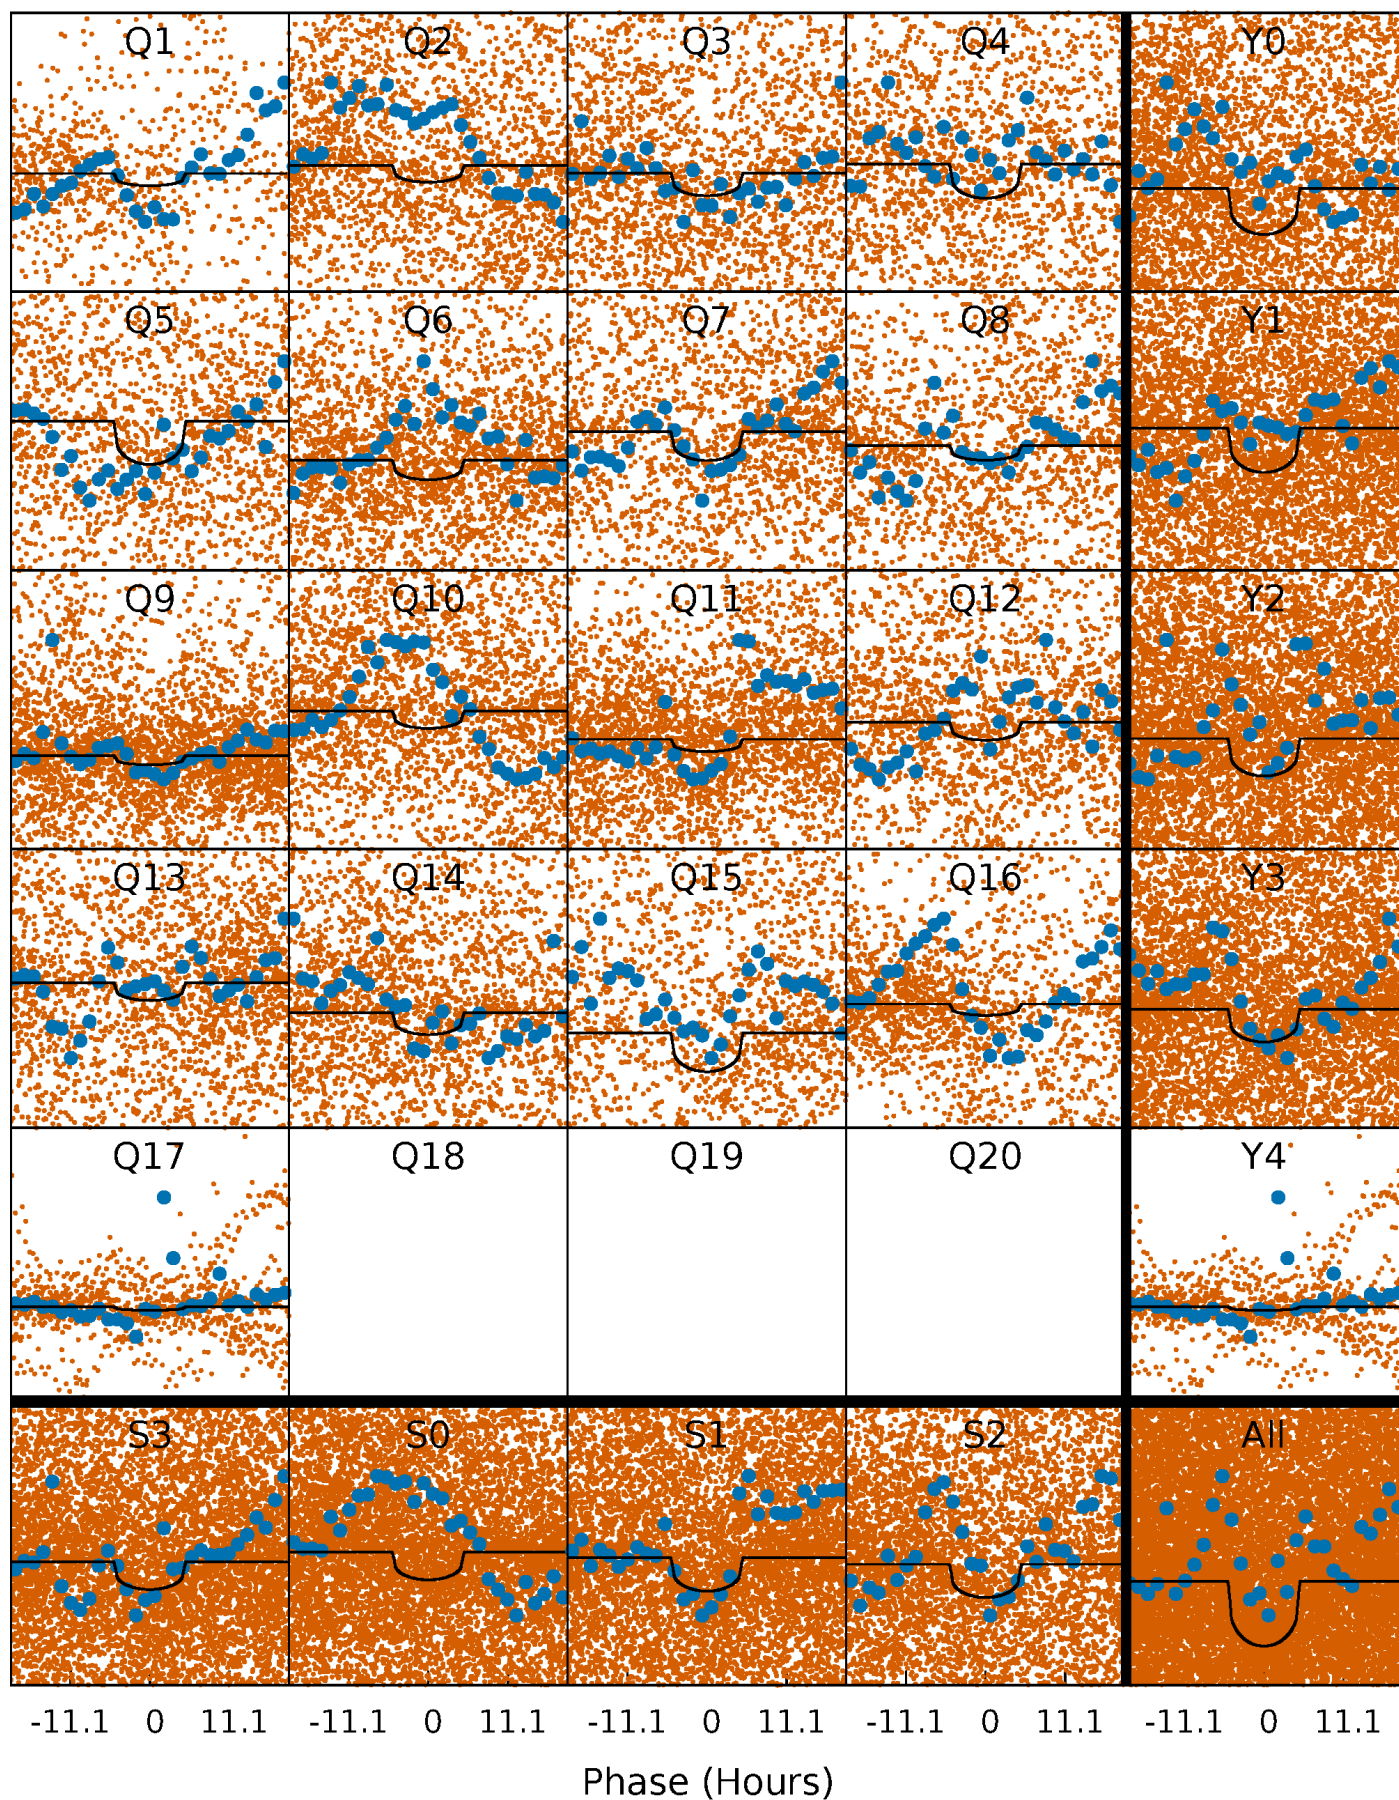 Q1 Q2 Q3 Q4 Y0
Q5 Q6 Q7 Q8 Y1
Q9 Q10 Q11 Q12 Y2
Q13 Q14 Q15 Q16 Y3
Q17 Q18 Q19 Q20 Y4
S3 S0 S1 S2 All
-11.1 0 11.1 -11.1 0 11.1 -11.1 0 11.1 -11.1 0 11.1 -11.1 0 11.1
Phase (Hours)